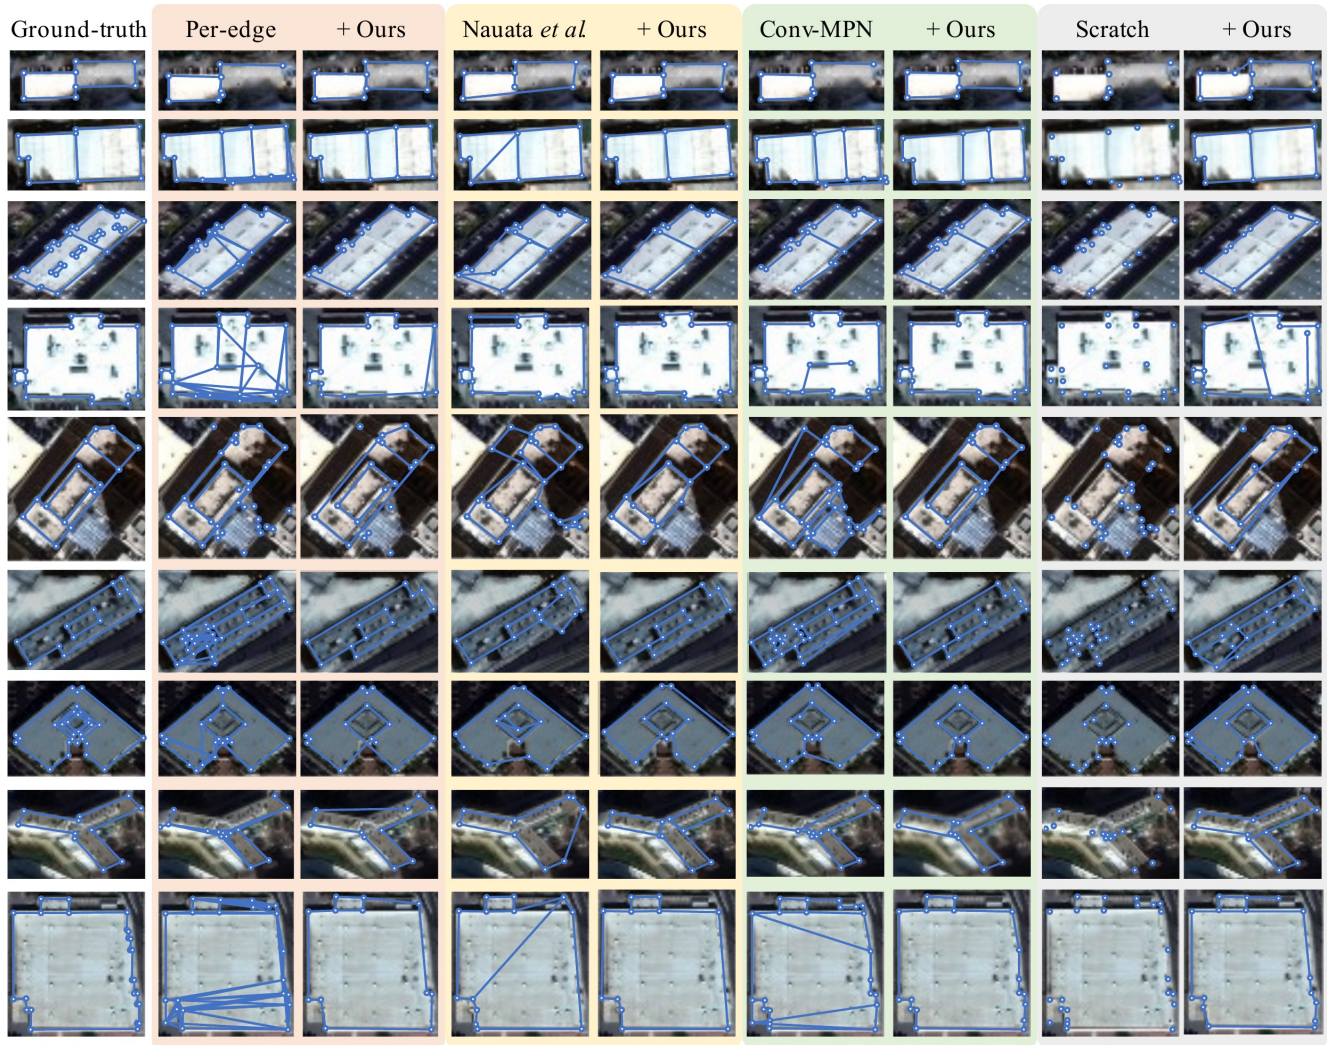 Ground-truth Per-edge + Ours Nauata et al. + Ours Conv-MPN + Ours Scratch + Ours